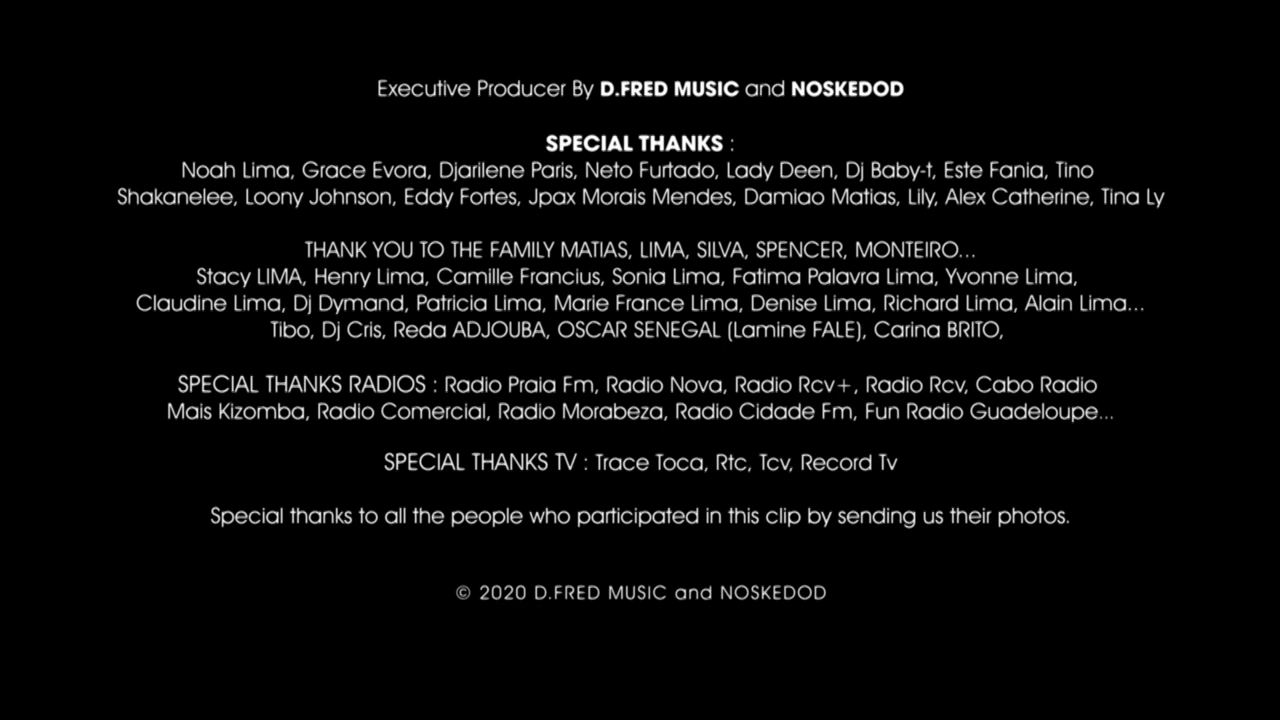 Executive Producer By D.FRED MUSIC and NOSKEDOD
SPECIAL THANKS :
Noah Lima, Grace Evora, Djarilene Paris, Neto Furtado, Lady Deen, Dj Baby-t, Este Fania, Tino
Shakanelee, Loony Johnson, Eddy Fortes, Jpax Morais Mendes, Damiao Matias, Lily, Alex Catherine, Tina Ly
THANK YOU TO THE FAMILY MATIAS, LIMA, SILVA, SPENCER, MONTEIRO...
Stacy LIMA, Henry Lima, Camille Francius, Sonia Lima, Fatima Palavra Lima, Yvonne Lima,
Claudine Lima, Dj Dymand, Patricia Lima, Marie France Lima, Denise Lima, Richard Lima, Alain Lima...
Tibo, Dj Cris, Reda ADJOUBA, OSCAR SENEGAL (Lamine FALE), Carina BRITO,
SPECIAL THANKS RADIOS : Radio Praia Fm, Radio Nova, Radio Rcv+, Radio Rcv, Cabo Radio
Mais Kizomba, Radio Comercial, Radio Morabeza, Radio Cidade Fm, Fun Radio Guadeloupe...
SPECIAL THANKS TV : Trace Toca, Rtc, Tcv, Record Tv
Special thanks to all the people who participated in this clip by sending us their photos.
© 2020 D.FRED MUSIC and NOSKEDOD